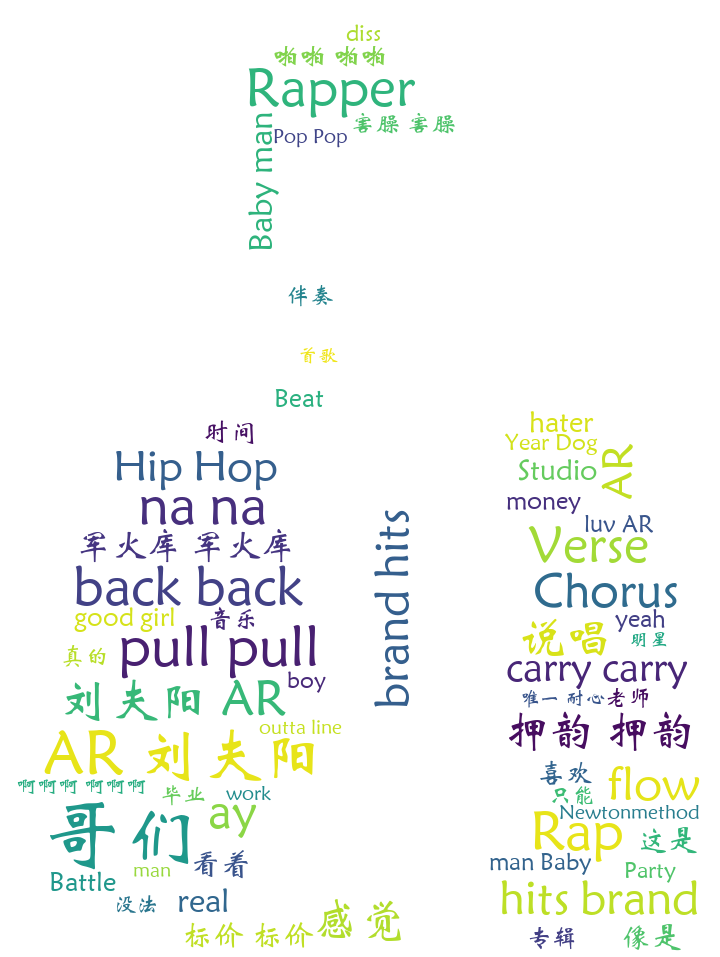 diss
啪啪 啪啪
Rapper
害臊 害臊
Pop Pop
Baby man
伴奏
首歌
Beat
时间
Hip Hop
na na
军火库 军火库
back back
good girl
音乐
真的
pull pull
boy
刘夫阳 AR
outta line
AR 刘夫阳
呵呵呵 呵呵呵
毕业
work
哥们
ay
看着
man
Battle
没法
real
标价 标价
感觉
brand hits
hater
Year Dog
AR
Studio
money
luv AR
Verse
Chorus
yeah
说唱
明星
carry carry
唯一 耐心
老师
押韵 押韵
喜欢
flow
只能
Newtonmethod
Rap
这是
man Baby
Party
hits brand
专辑
像是